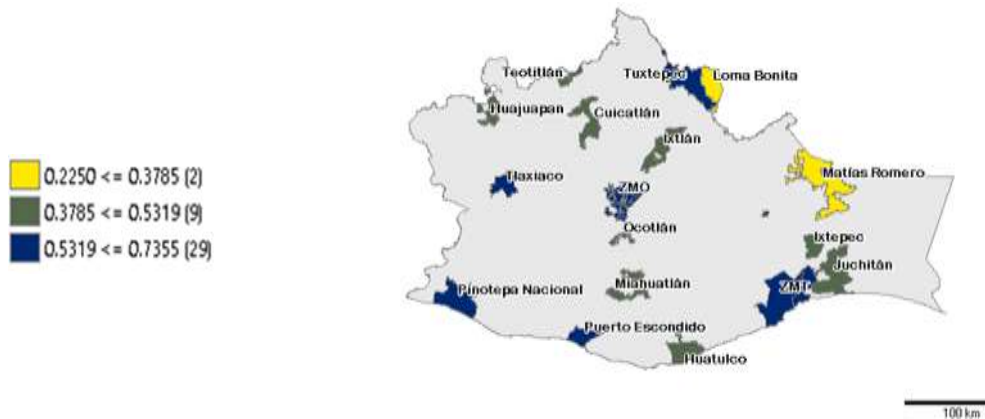 Teotitlán
Tuxtepec
Loma Bonita
Huajuapan
Cuicatlán
Ixtlán
0.2250 <= 0.3785 (2)
Tlaxiaco
ZMO
Matías Romero
0.3785 <= 0.5319 (9)
Ocotlán
Ixtepec
0.5319 <= 0.7355 (29)
Juchitán
Pinotepa Nacional
Miahuatlán
ZMT
Puerto Escondido
Huatulco
100 km